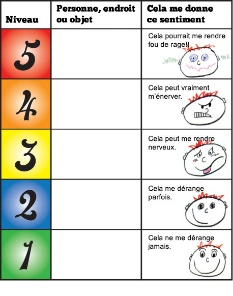 Niveau
Personne, endroit
ou objet
Cela me donne
ce sentiment
5
Cela pourrait me rendre
fou de rage!!
4
Cela peut vraiment
m'énerver.
3
Cela peut me rendre
nerveux.
2
Cela me dérange
parfois.
1
Cela ne me dérange
jamais.